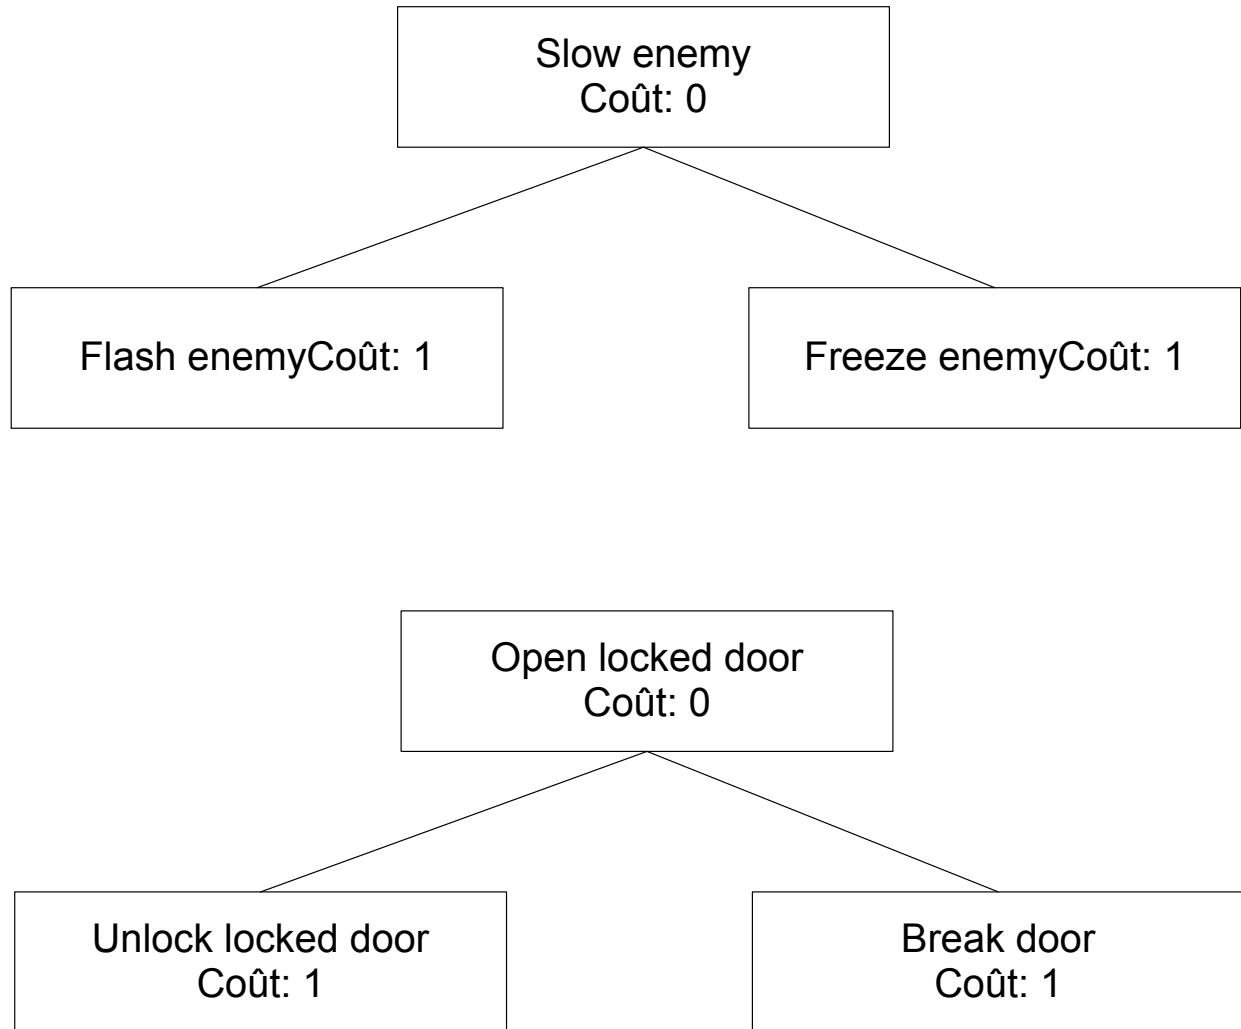 Slow enemy
Coût: 0
Flash enemyCoût: 1
Freeze enemyCoût: 1
Open locked door
Coût: 0
Unlock locked door
Coût: 1
Break door
Coût: 1